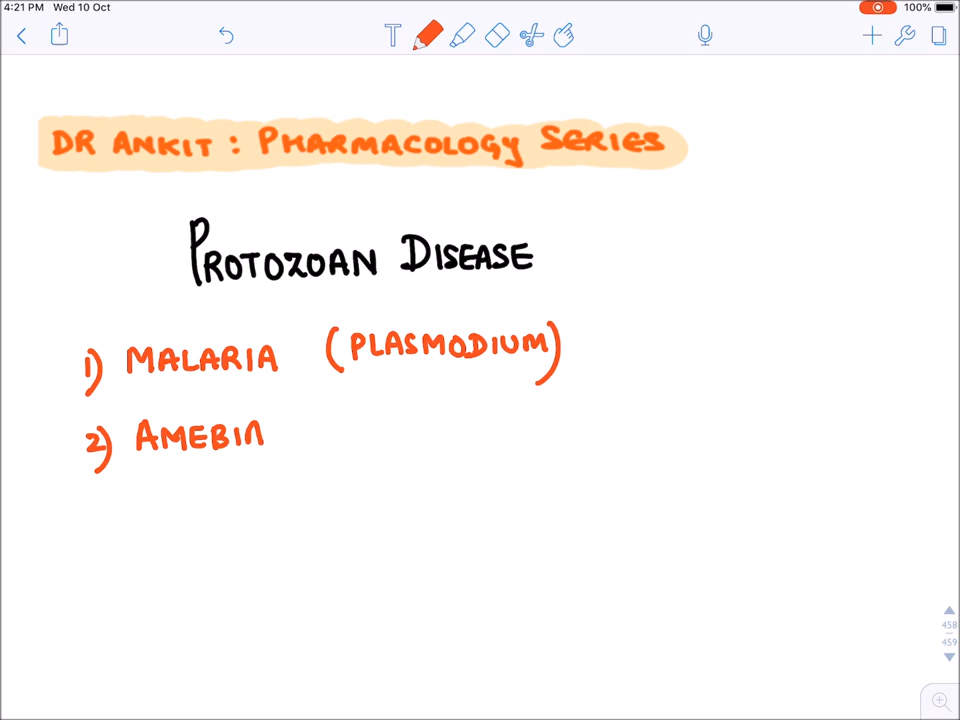 4:21 PM Wed 10 Oct 100%
T
DR ANKIT : PHARMACOLOGY SERIES
PROTOZOAN DISEASE
1) MALARIA (PLASMODIUM)
2) AMEBIA
458
459